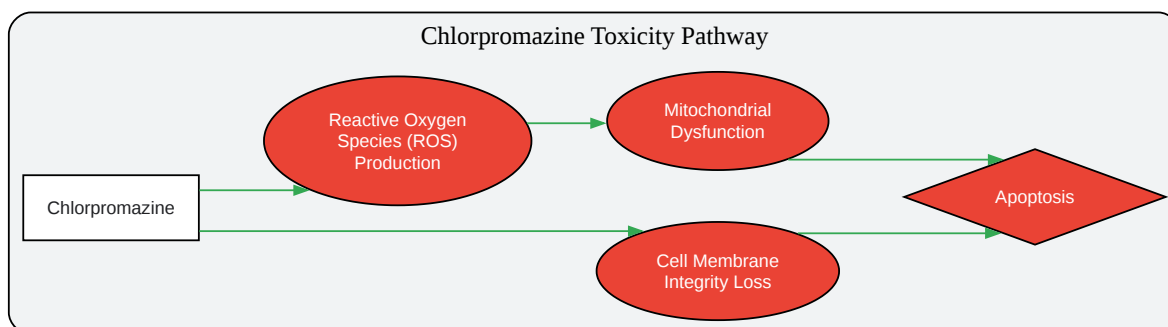 Chlorpromazine Toxicity Pathway
Reactive Oxygen
Species (ROS)
Production
Mitochondrial
Dysfunction
Chlorpromazine
Apoptosis
Cell Membrane
Integrity Loss